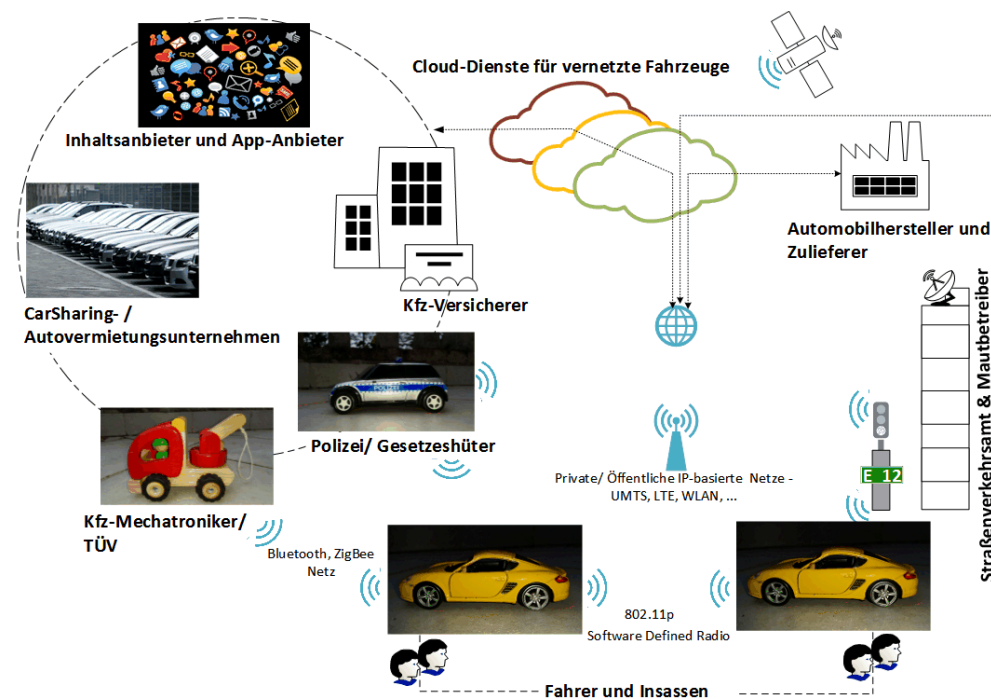 Cloud-Dienste für vernetzte Fahrzeuge
Inhaltsanbieter und App-Anbieter
Automobilhersteller und
Zulieferer
Kfz-Versicherer
CarSharing- /
Autovermietungsunternehmen
POLIZEI
Polizei/ Gesetzeshüter
Straßenverkehrsamt & Mautbetreiber
E 12
Private/ Öffentliche IP-basierte Netze -
UMTS, LTE, WLAN, ...
Kfz-Mechatroniker/
TÜV
Bluetooth, ZigBee
Netz
802.11p
Software Defined Radio
Fahrer und Insassen